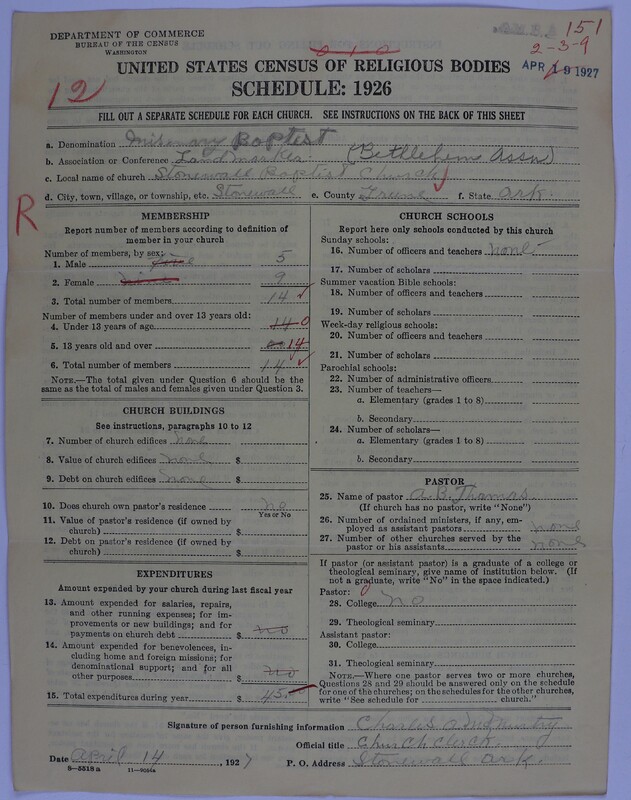 DEPARTMENT OF COMMERCE
BUREAU OF THE CENSUS
WASHINGTON
151
2-3-9
APR 19 1927
12
UNITED STATES CENSUS OF RELIGIOUS BODIES
SCHEDULE: 1926
FILL OUT A SEPARATE SCHEDULE FOR EACH CHURCH. SEE INSTRUCTIONS ON THE BACK OF THIS SHEET
a. Denomination Missionary Baptist
b. Association or Conference Landmarker (Bethlehem Assn)
c. Local name of church Stonewall Baptist Church
d. City, town, village, or township, etc. Stonewall e. County Greene f. State Ark.
R
MEMBERSHIP
Report number of members according to definition of
member in your church
Number of members, by sex:
1. Male 5
2. Female 9
3. Total number of members 14
Number of members under and over 13 years old:
4. Under 13 years of age 14 0
5. 13 years old and over 14
6. Total number of members 14
NOTE.—The total given under Question 6 should be
the same as the total of males and females given under Question 3.
CHURCH BUILDINGS
See instructions, paragraphs 10 to 12
7. Number of church edifices none
8. Value of church edifices none $
9. Debt on church edifices none $
10. Does church own pastor's residence no
Yes or No
11. Value of pastor's residence (if owned by
church) $
12. Debt on pastor's residence (if owned by
church) $
EXPENDITURES
Amount expended by your church during last fiscal year
13. Amount expended for salaries, repairs,
and other running expenses; for im-
provements or new buildings; and for
payments on church debt $ no
14. Amount expended for benevolences, in-
cluding home and foreign missions; for
denominational support; and for all
other purposes $ no
15. Total expenditures during year $ 45
CHURCH SCHOOLS
Report here only schools conducted by this church
Sunday schools:
16. Number of officers and teachers none
17. Number of scholars
Summer vacation Bible schools:
18. Number of officers and teachers
19. Number of scholars
Week-day religious schools:
20. Number of officers and teachers
21. Number of scholars
Parochial schools:
22. Number of administrative officers
23. Number of teachers—
a. Elementary (grades 1 to 8)
b. Secondary
24. Number of scholars—
a. Elementary (grades 1 to 8)
b. Secondary
PASTOR
25. Name of pastor A.B. Thomas
(If church has no pastor, write "None")
26. Number of ordained ministers, if any, em-
ployed as assistant pastors none
27. Number of other churches served by the
pastor or his assistants none
If pastor (or assistant pastor) is a graduate of a college or
theological seminary, give name of institution below. (If
not a graduate, write "No" in the space indicated.)
Pastor: 0
28. College no
29. Theological seminary
Assistant pastor:
30. College
31. Theological seminary
NOTE.—Where one pastor serves two or more churches,
Questions 28 and 29 should be answered only on the schedule
for one of the churches; on the schedules for the other churches,
write "See schedule for church."
Signature of person furnishing information Charles
Official title Church clerk
Date April 14, 1927 P. O. Address Stonewall Ark.
8—5518a 11—9066a